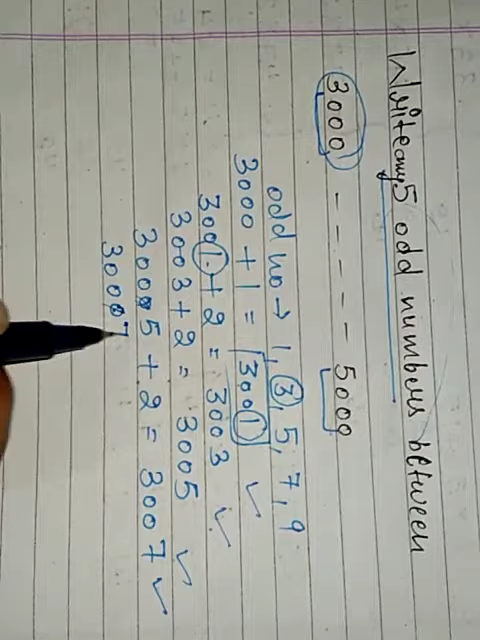 Write any 5 odd numbers between
3000 - - - - - - 5000
odd no → 1, 3, 5, 7, 9
3000 + 1 = 3001 ✓
3001 + 2 = 3003 ✓
3003 + 2 = 3005 ✓
3005 + 2 = 3007 ✓
3007